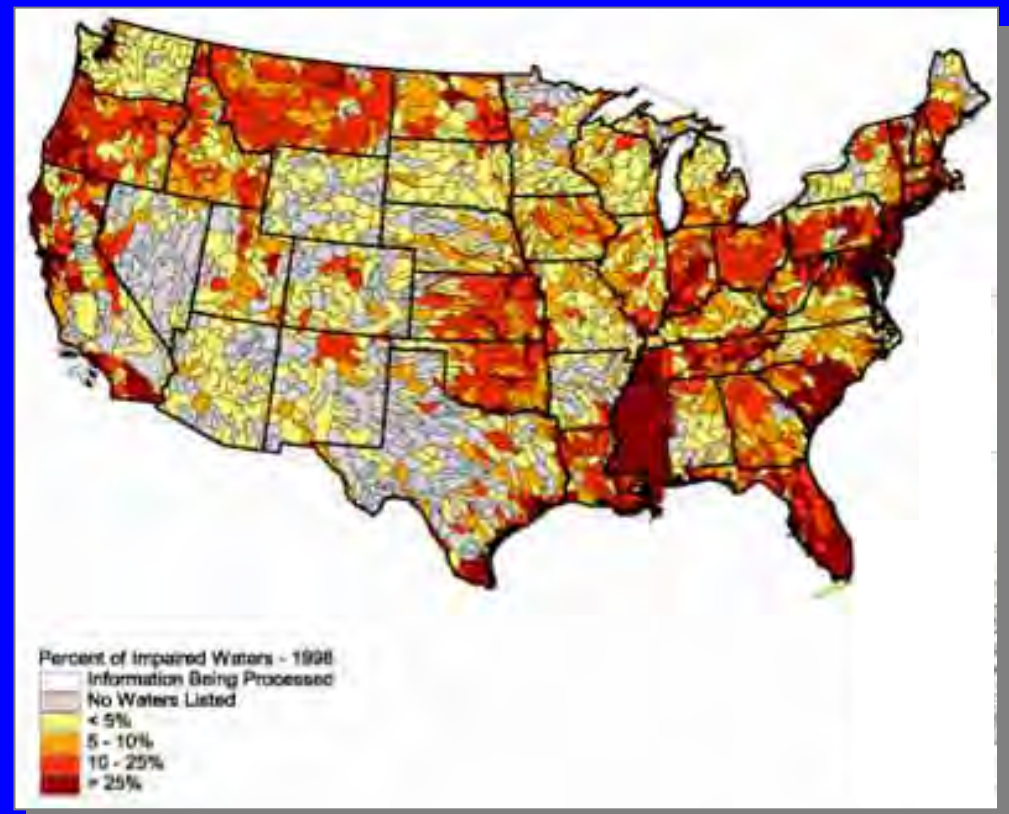 Percent of Impaired Waters - 1998
Information Being Processed
No Waters Listed
< 5%
5 - 10%
10 - 25%
> 25%